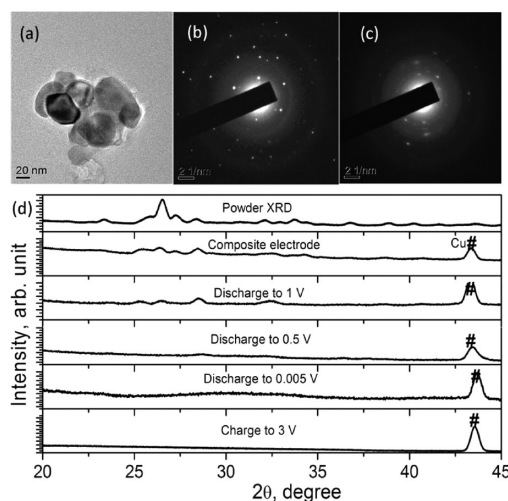 (a)
20 nm
(b)
2 1/nm
(c)
2 1/nm
(d)
Powder XRD
Composite electrode
Cu
#
Discharge to 1 V
#
Discharge to 0.5 V
#
Discharge to 0.005 V
#
Charge to 3 V
#
Intensity, arb. unit
20 25 30 35 40 45
2θ, degree